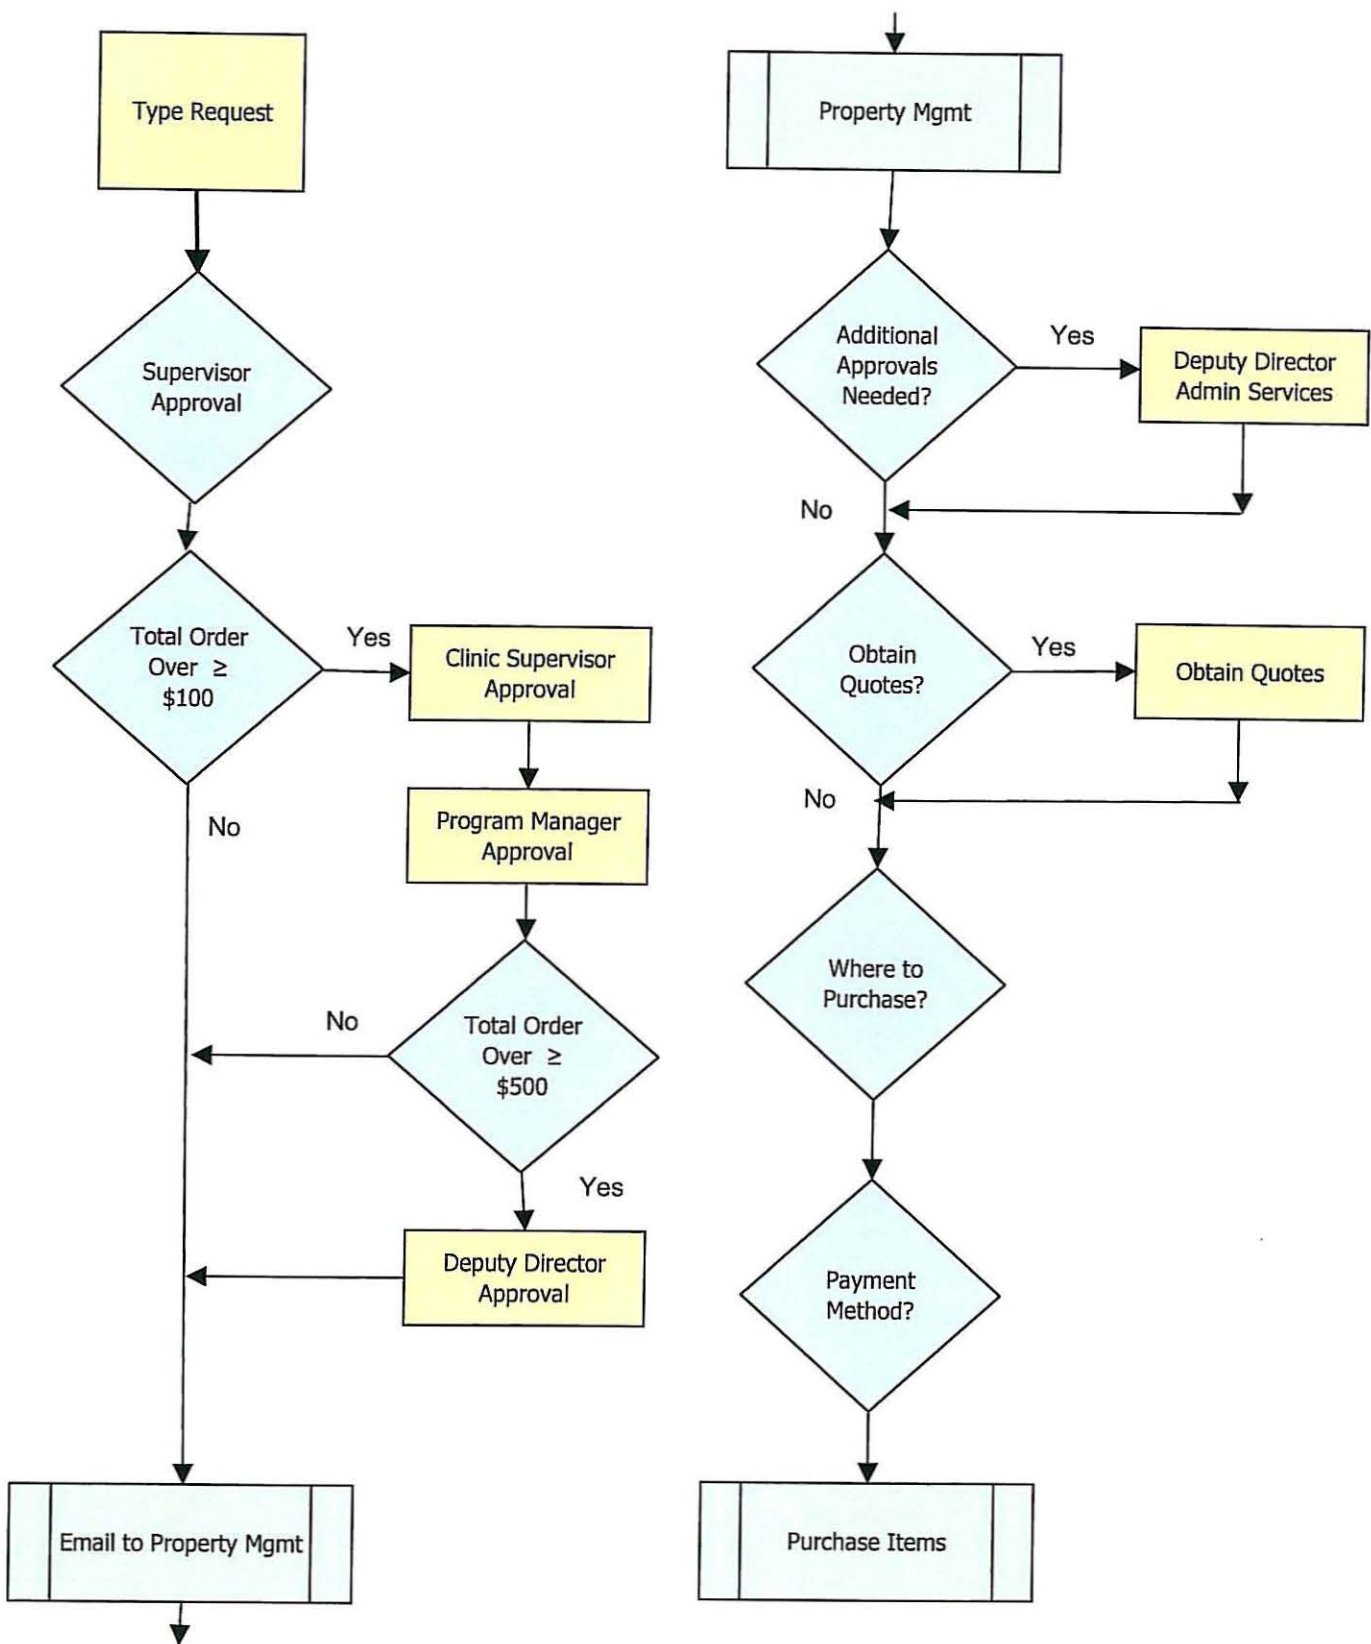 Type Request
Supervisor
Approval
Total Order
Over ≥
$100
Yes
Clinic Supervisor
Approval
No
Program Manager
Approval
No
Total Order
Over ≥
$500
Yes
Deputy Director
Approval
Email to Property Mgmt
Property Mgmt
Additional
Approvals
Needed?
Yes
Deputy Director
Admin Services
No
Obtain
Quotes?
Yes
Obtain Quotes
No
Where to
Purchase?
Payment
Method?
Purchase Items